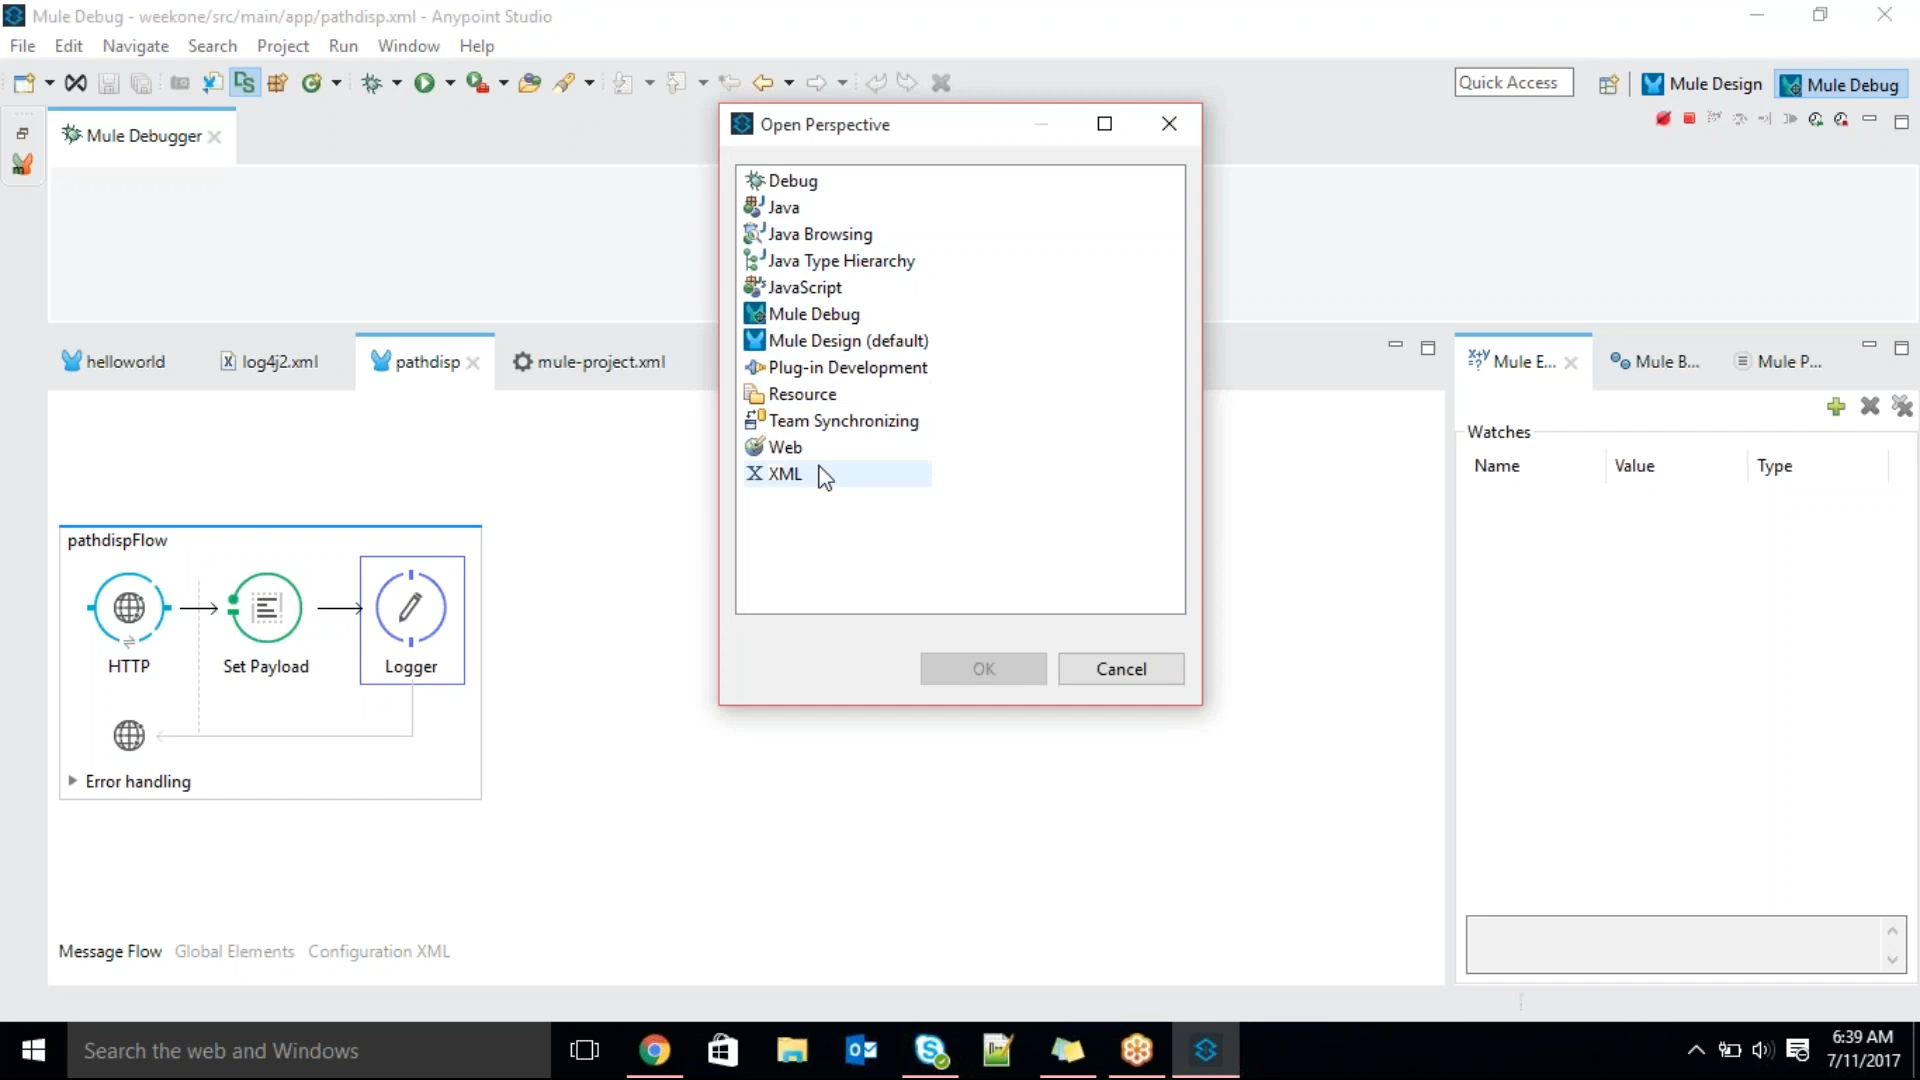 Mule Debug - weekone/src/main/app/pathdisp.xml - Anypoint Studio
File Edit Navigate Search Project Run Window Help
Quick Access Mule Design Mule Debug
Mule Debugger
Open Perspective
Debug
Java
Java Browsing
Java Type Hierarchy
JavaScript
Mule Debug
Mule Design (default)
Plug-in Development
Resource
Team Synchronizing
Web
XML
OK Cancel
helloworld log4j2.xml pathdisp mule-project.xml
Mule E... Mule B... Mule P...
Watches
Name Value Type
pathdispFlow
HTTP Set Payload Logger
Error handling
Message Flow Global Elements Configuration XML
Search the web and Windows
6:39 AM
7/11/2017